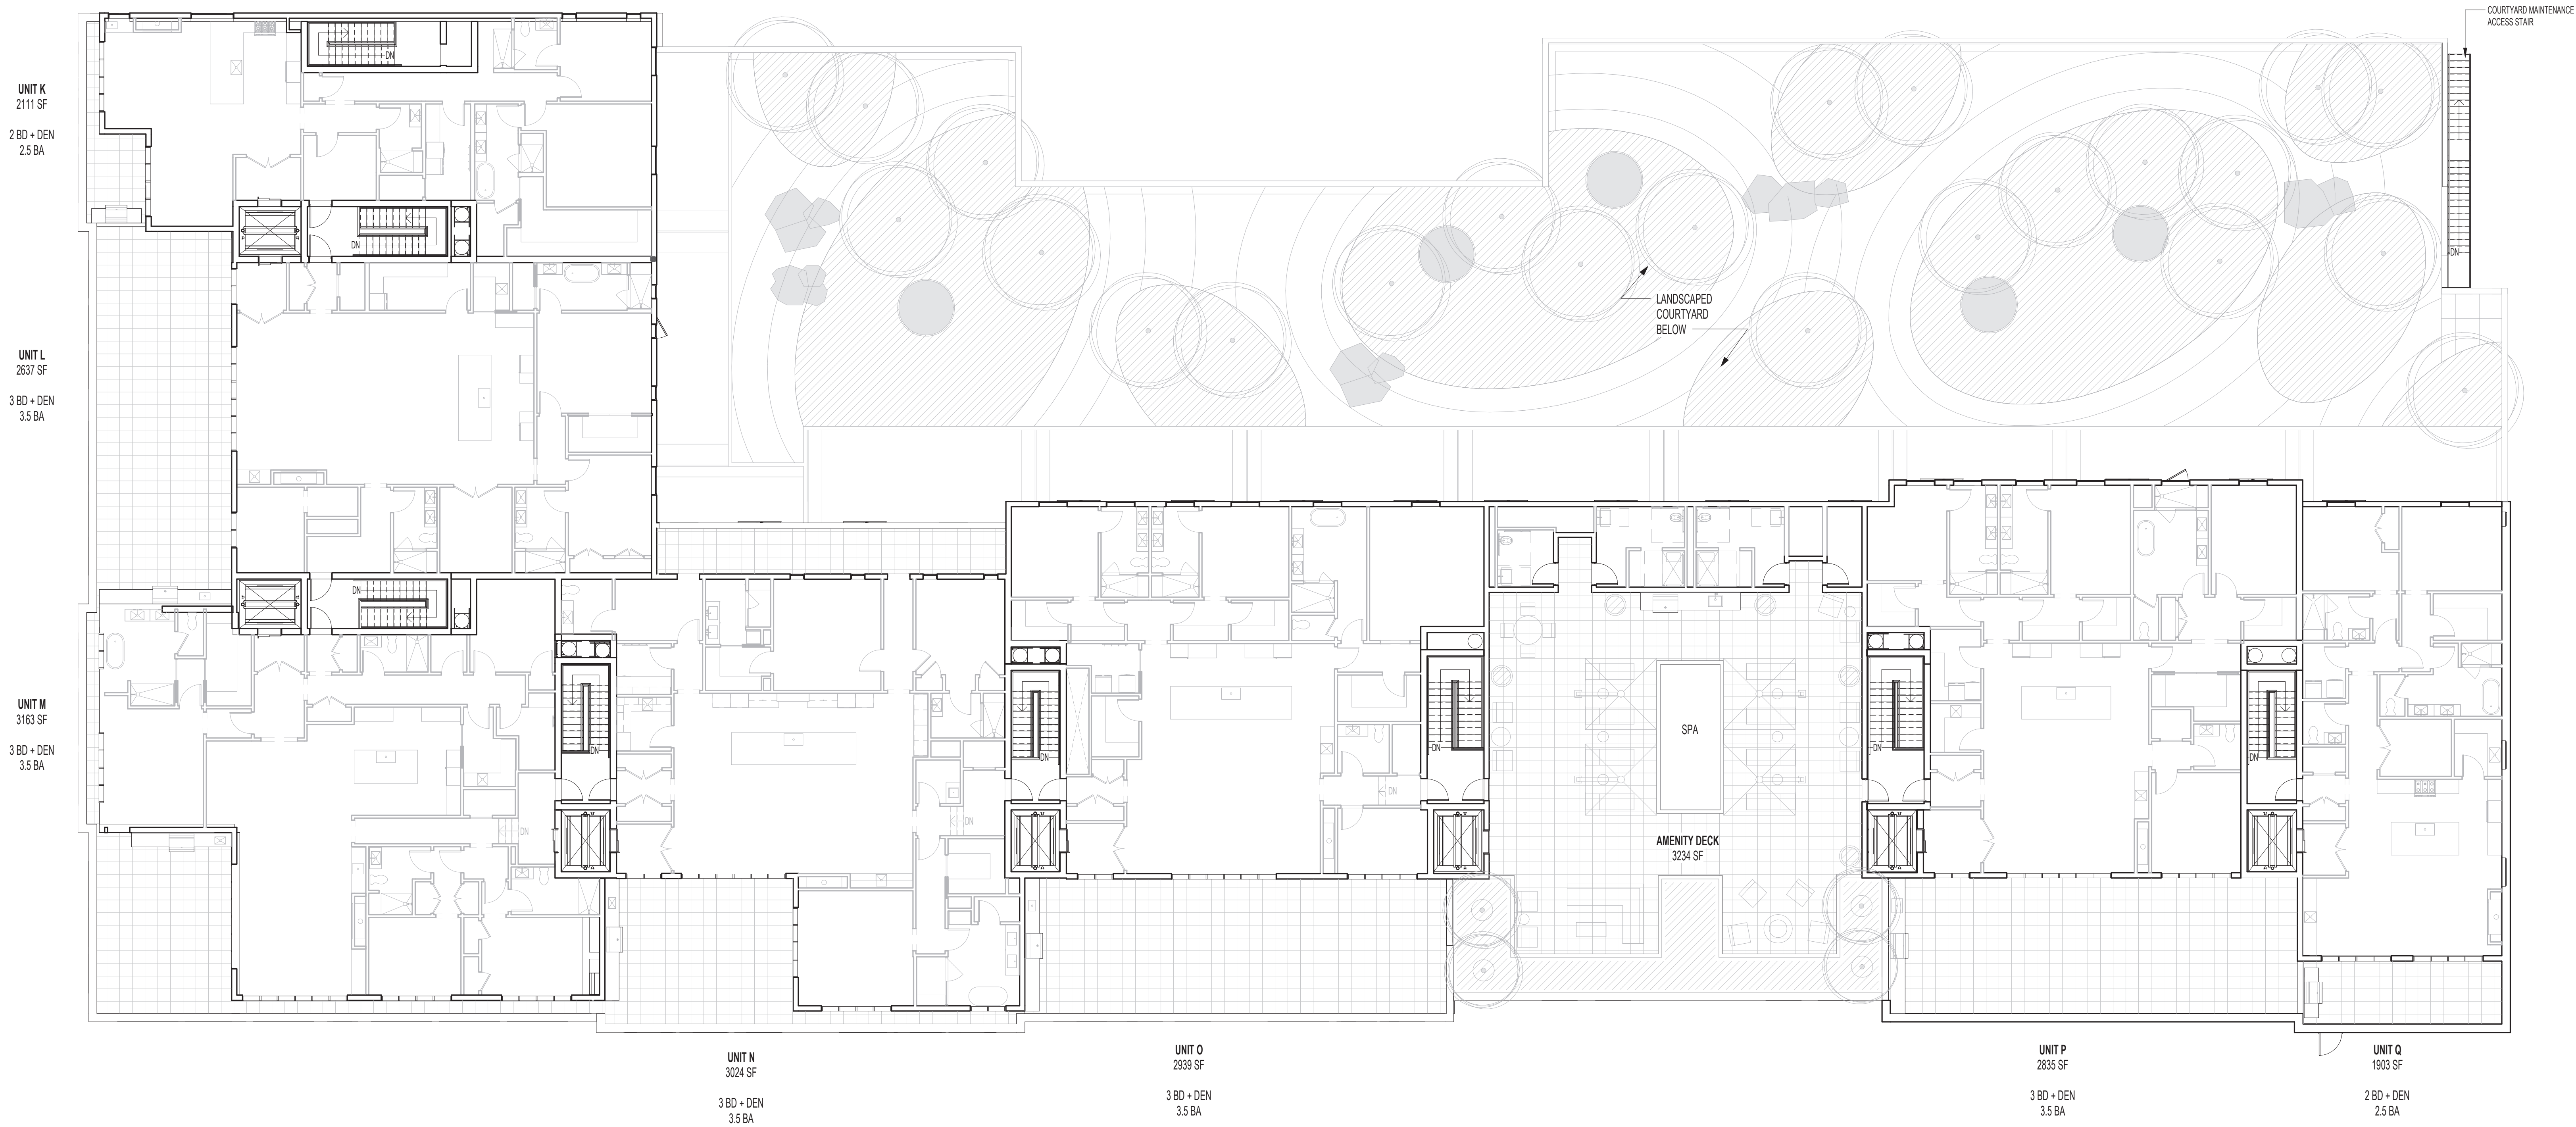 COURTYARD MAINTENANCE
ACCESS STAIR
UNIT K
2111 SF
2 BD + DEN
2.5 BA
DN
DN
UNIT L
2637 SF
3 BD + DEN
3.5 BA
DN
LANDSCAPED
COURTYARD
BELOW
DN
UNIT M
3163 SF
3 BD + DEN
3.5 BA
DN
DN
DN
DN
DN
DN
SPA
DN
DN
DN
AMENITY DECK
3234 SF
UNIT N
3024 SF
3 BD + DEN
3.5 BA
UNIT O
2939 SF
3 BD + DEN
3.5 BA
UNIT P
2835 SF
3 BD + DEN
3.5 BA
UNIT Q
1903 SF
2 BD + DEN
2.5 BA